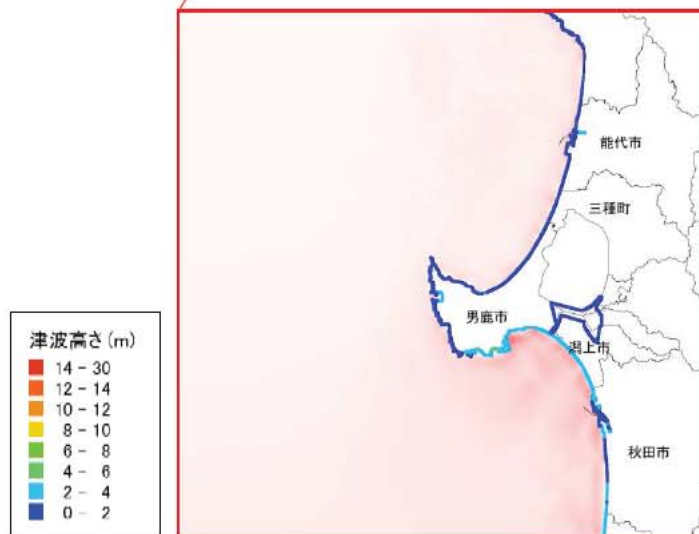 能代市
三種町
男鹿市
潟上市
秋田市
津波高さ(m)
14 - 30
12 - 14
10 - 12
8 - 10
6 - 8
4 - 6
2 - 4
0 - 2